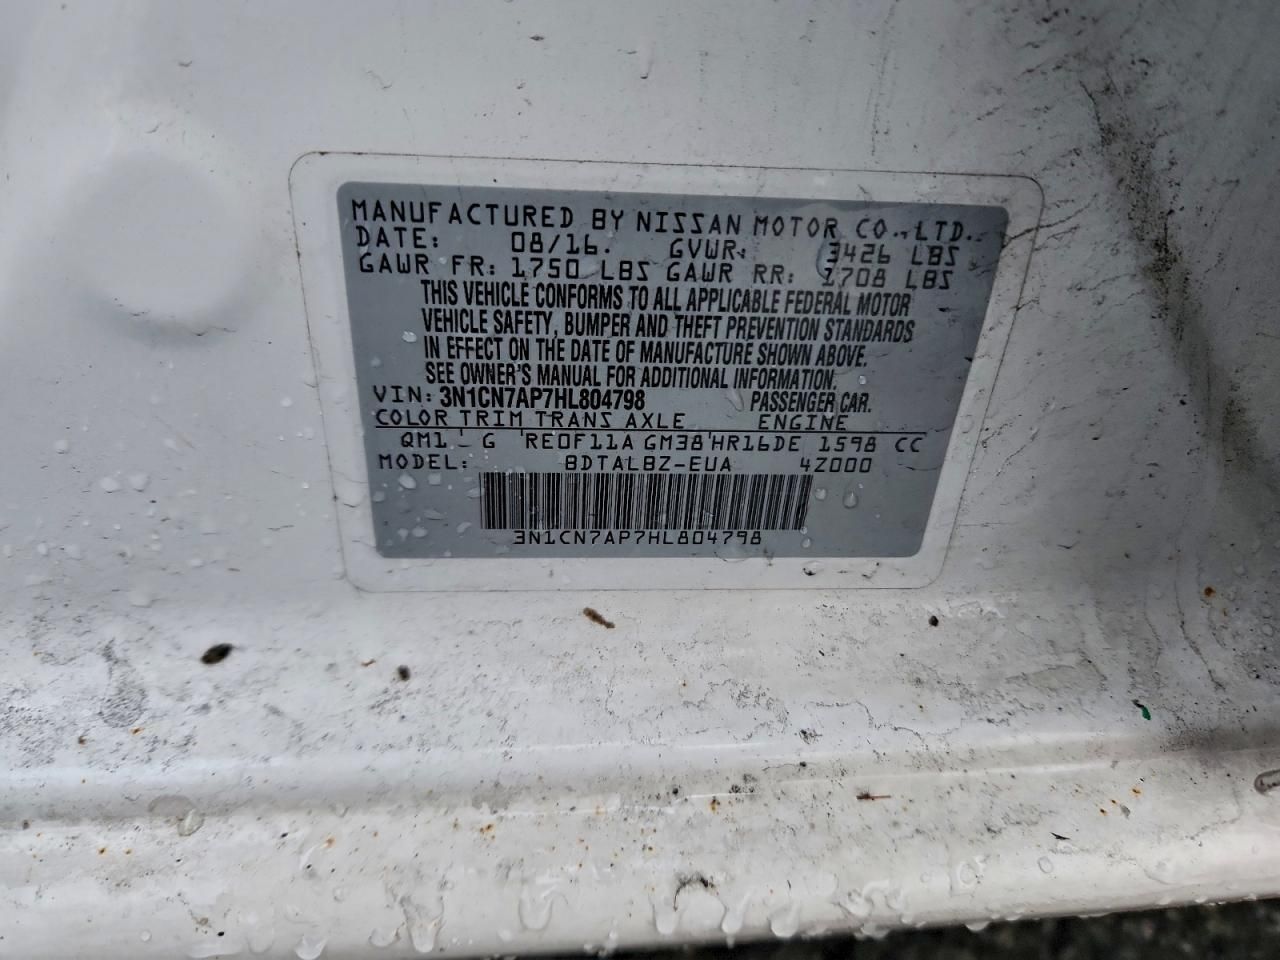 MANUFACTURED BY NISSAN MOTOR CO., LTD.
DATE: 08/16. GVWR: 3426 LBS
GAWR FR: 1750 LBS GAWR RR: 1708 LBS
THIS VEHICLE CONFORMS TO ALL APPLICABLE FEDERAL MOTOR
VEHICLE SAFETY, BUMPER AND THEFT PREVENTION STANDARDS
IN EFFECT ON THE DATE OF MANUFACTURE SHOWN ABOVE.
SEE OWNER'S MANUAL FOR ADDITIONAL INFORMATION.
VIN: 3N1CN7AP7HL804798 PASSENGER CAR.
COLOR TRIM TRANS AXLE ENGINE
QM1 G RE0F11A GM38 HR16DE 1598 CC
MODEL: BDTALBZ-EUA 4Z000
3N1CN7AP7HL804798